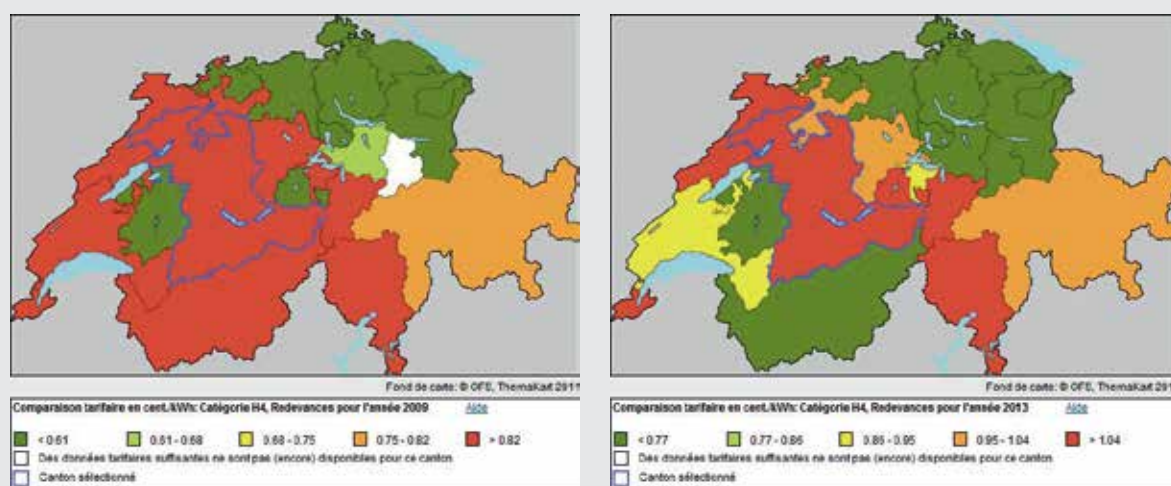 Fond de carte: © OFS, ThemaKart 2011
Comparaison tarifaire en cent./kWh: Catégorie H4, Redevances pour l'année 2009 Aide
< 0.61 0.61 - 0.68 0.68 - 0.75 0.75 - 0.82 > 0.82
Des données tarifaires suffisantes ne sont pas (encore) disponibles pour ce canton
Canton sélectionné
Fond de carte: © OFS, ThemaKart 2011
Comparaison tarifaire en cent./kWh: Catégorie H4, Redevances pour l'année 2013 Aide
< 0.77 0.77 - 0.86 0.86 - 0.95 0.95 - 1.04 > 1.04
Des données tarifaires suffisantes ne sont pas (encore) disponibles pour ce canton
Canton sélectionné